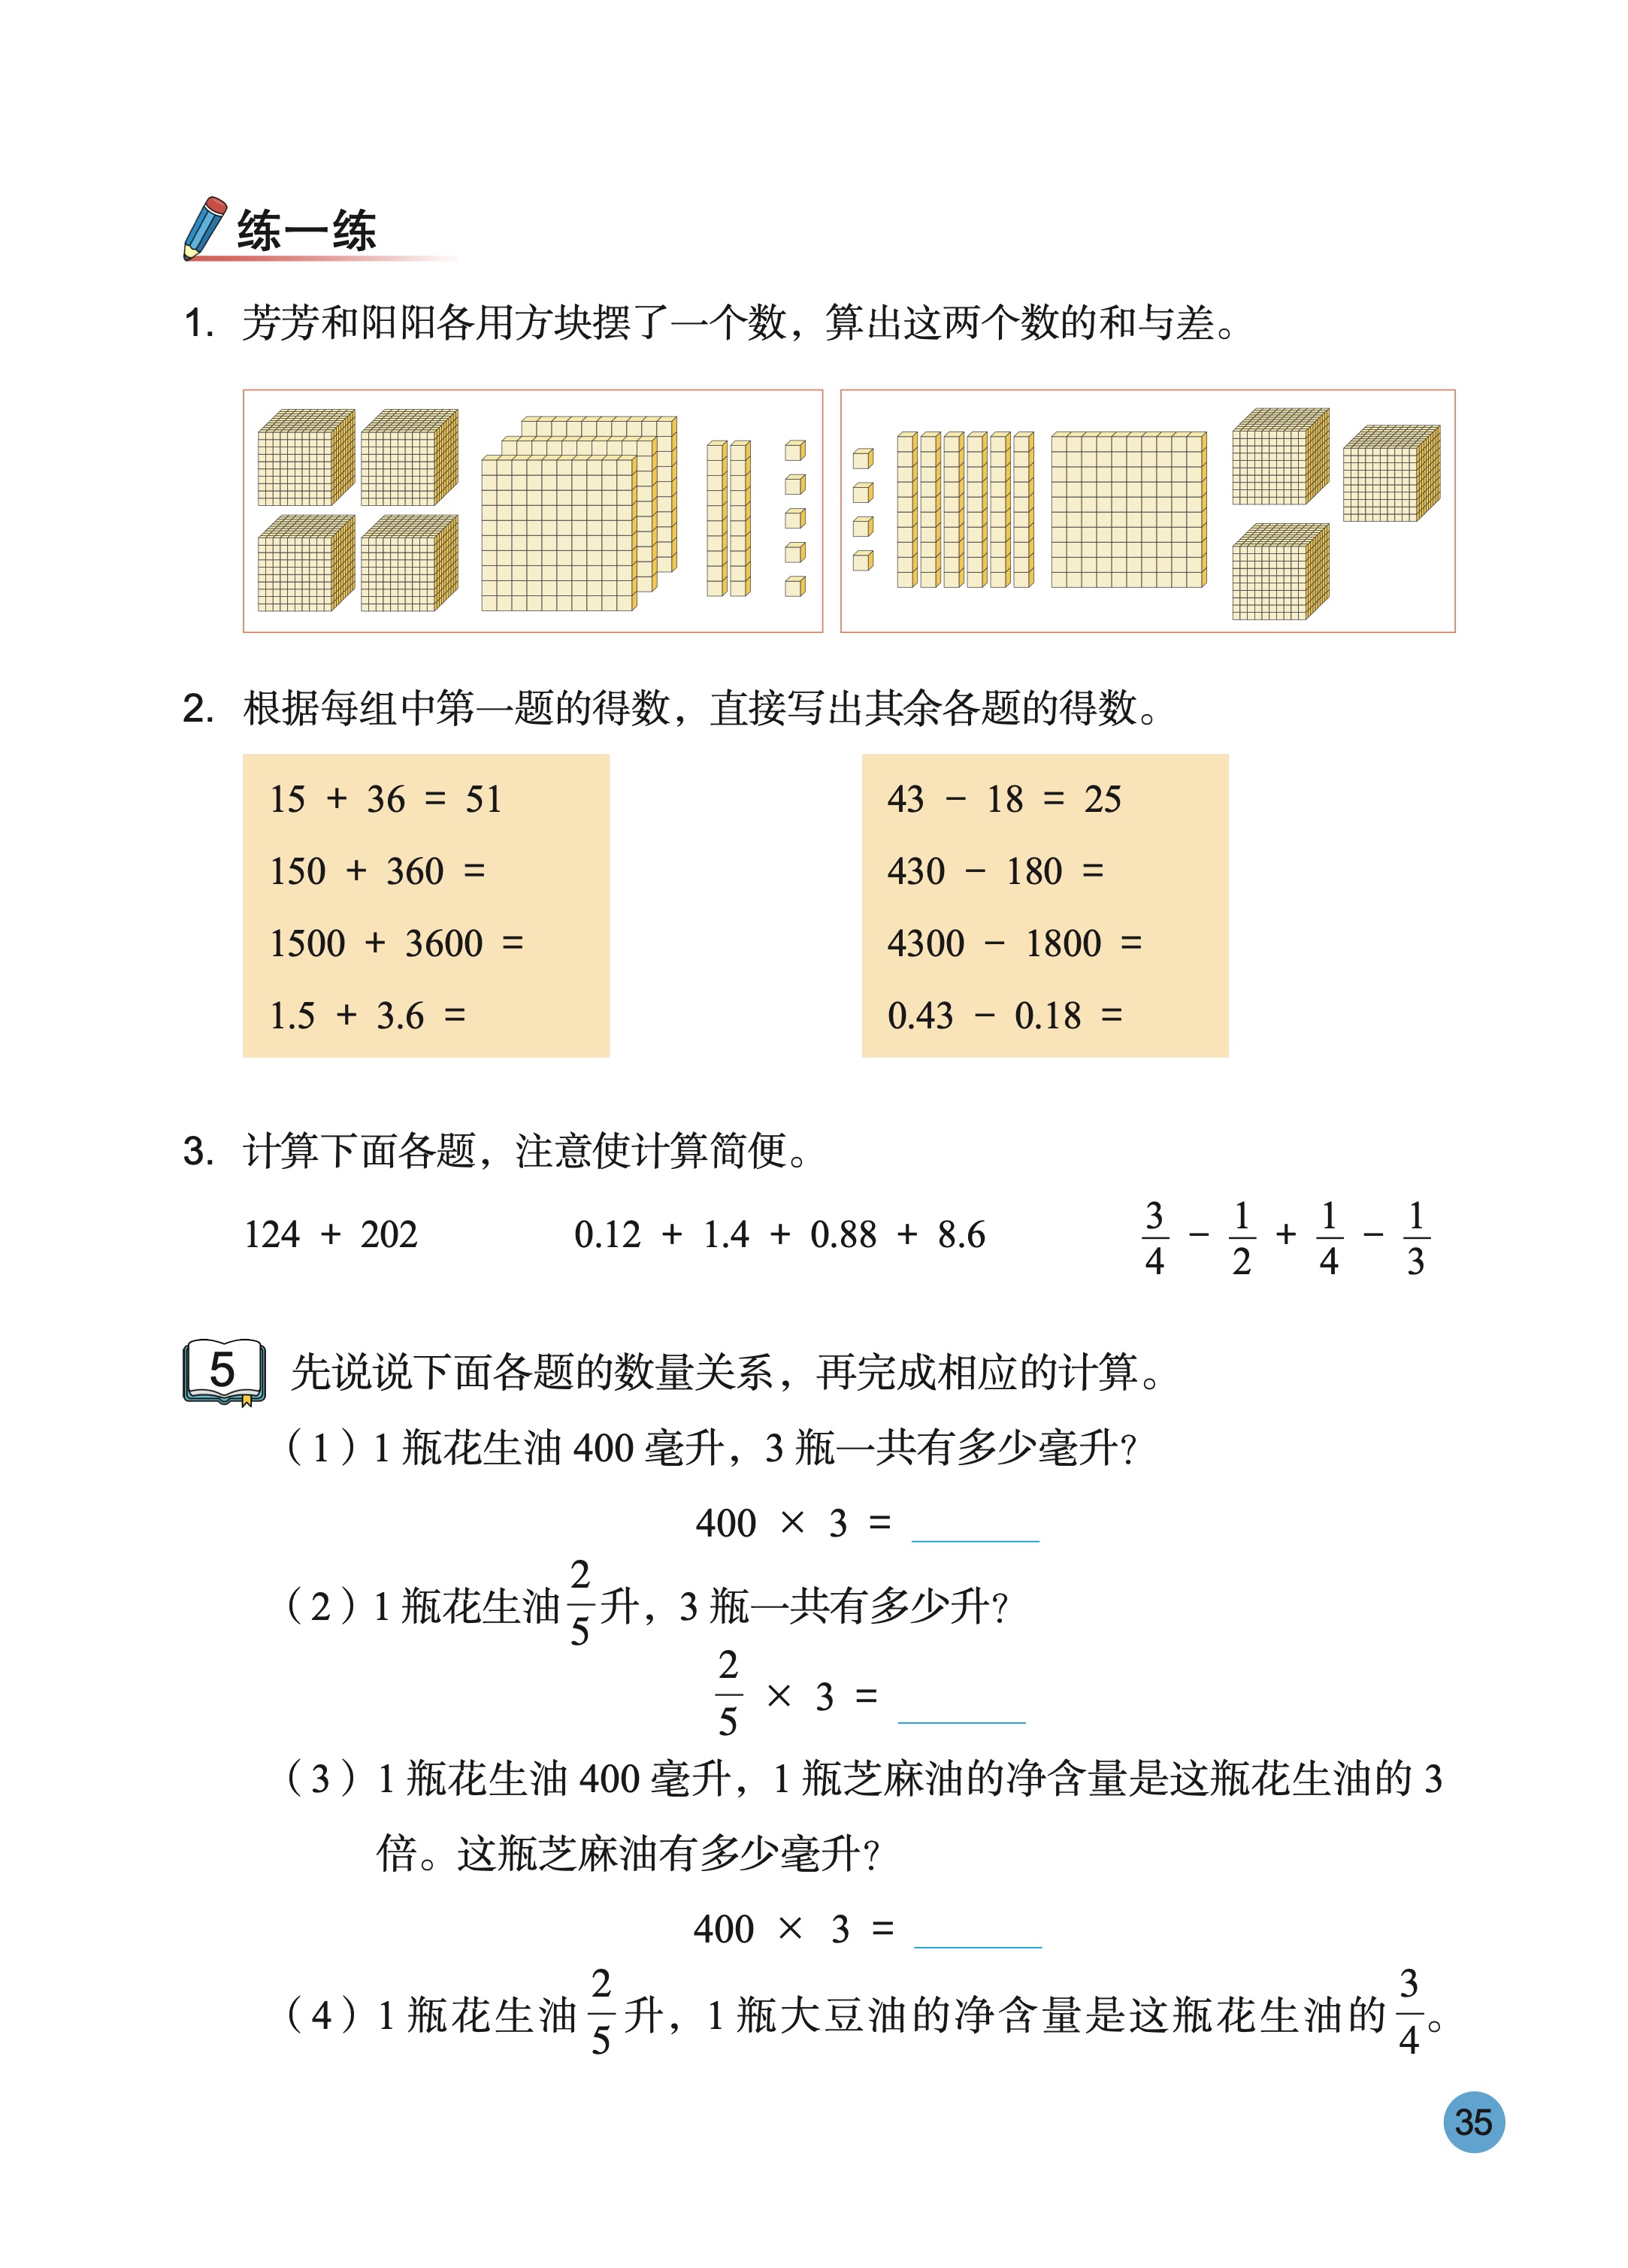 练一练
1. 芳芳和阳阳各用方块摆了一个数，算出这两个数的和与差。
2. 根据每组中第一题的得数，直接写出其余各题的得数。
15 + 36 = 51
150 + 360 =
1500 + 3600 =
1.5 + 3.6 =
43 − 18 = 25
430 − 180 =
4300 − 1800 =
0.43 − 0.18 =
3. 计算下面各题，注意使计算简便。
124 + 202 0.12 + 1.4 + 0.88 + 8.6 3/4 − 1/2 + 1/4 − 1/3
5 先说说下面各题的数量关系，再完成相应的计算。
（1）1 瓶花生油 400 毫升，3 瓶一共有多少毫升？
400 × 3 = ______
（2）1 瓶花生油 2/5 升，3 瓶一共有多少升？
2/5 × 3 = ______
（3）1 瓶花生油 400 毫升，1 瓶芝麻油的净含量是这瓶花生油的 3
倍。这瓶芝麻油有多少毫升？
400 × 3 = ______
（4）1 瓶花生油 2/5 升，1 瓶大豆油的净含量是这瓶花生油的 3/4。
35